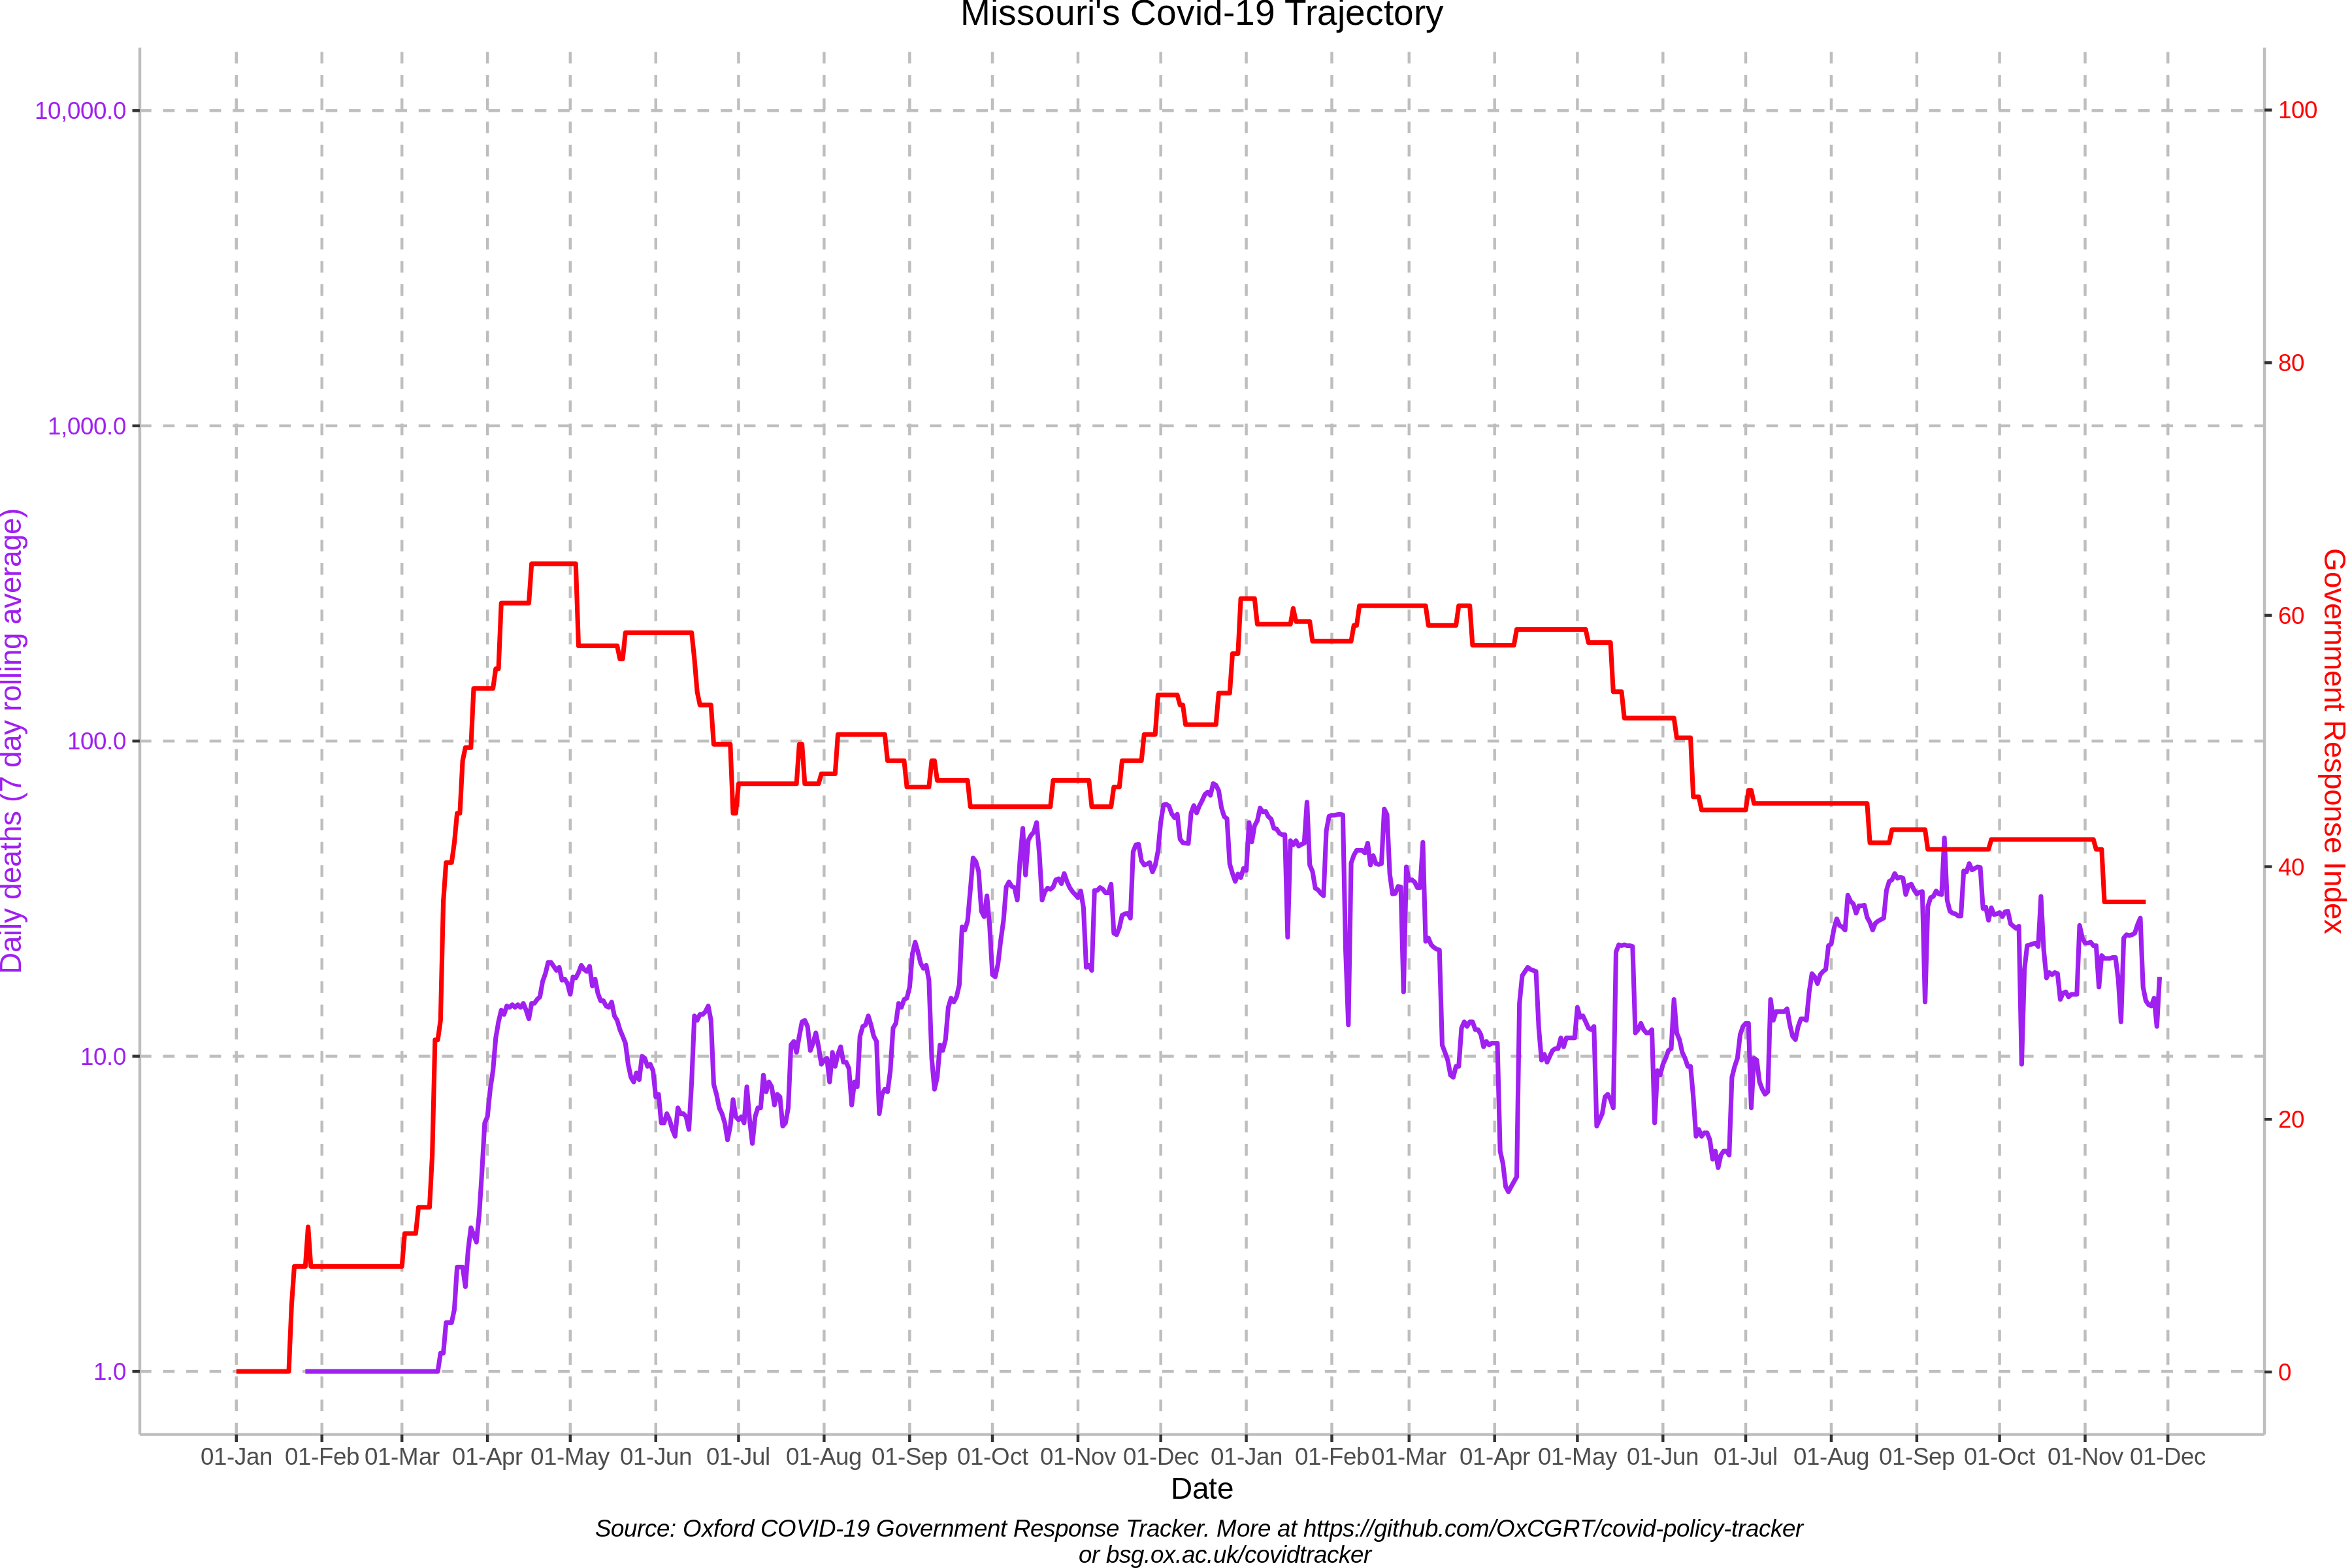 Missouri's Covid-19 Trajectory
10,000.0
1,000.0
100.0
10.0
1.0
Daily deaths (7 day rolling average)
100
80
60
40
20
0
Government Response Index
01-Jan 01-Feb 01-Mar 01-Apr 01-May 01-Jun 01-Jul 01-Aug 01-Sep 01-Oct 01-Nov 01-Dec 01-Jan 01-Feb 01-Mar 01-Apr 01-May 01-Jun 01-Jul 01-Aug 01-Sep 01-Oct 01-Nov 01-Dec
Date
Source: Oxford COVID-19 Government Response Tracker. More at https://github.com/OxCGRT/covid-policy-tracker
or bsg.ox.ac.uk/covidtracker